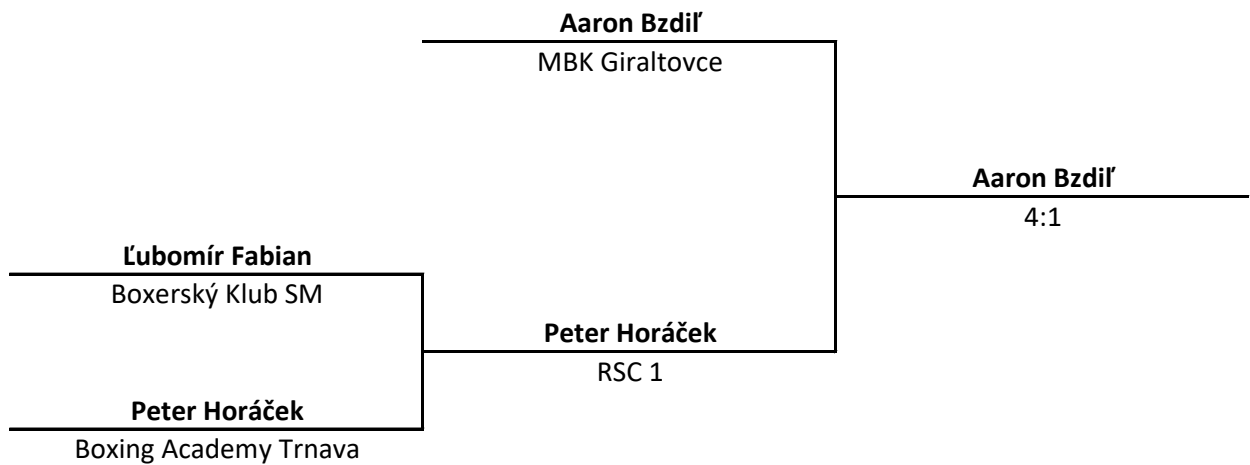 Aaron Bzdiľ
MBK Giraltovce
Aaron Bzdiľ
4:1
Ľubomír Fabian
Boxerský Klub SM
Peter Horáček
RSC 1
Peter Horáček
Boxing Academy Trnava